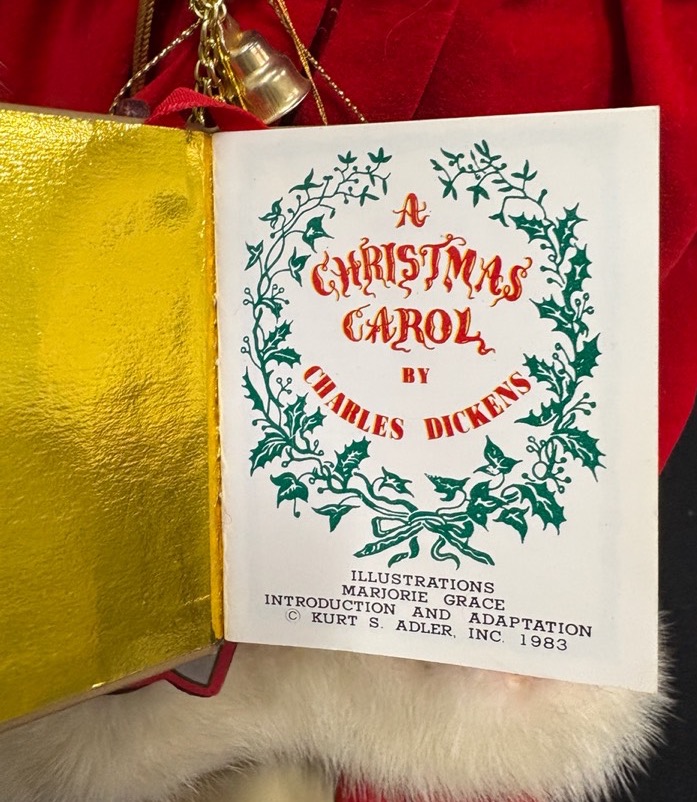 A
CHRISTMAS
CAROL
BY
CHARLES DICKENS
ILLUSTRATIONS
MARJORIE GRACE
INTRODUCTION AND ADAPTATION
© KURT S. ADLER, INC. 1983